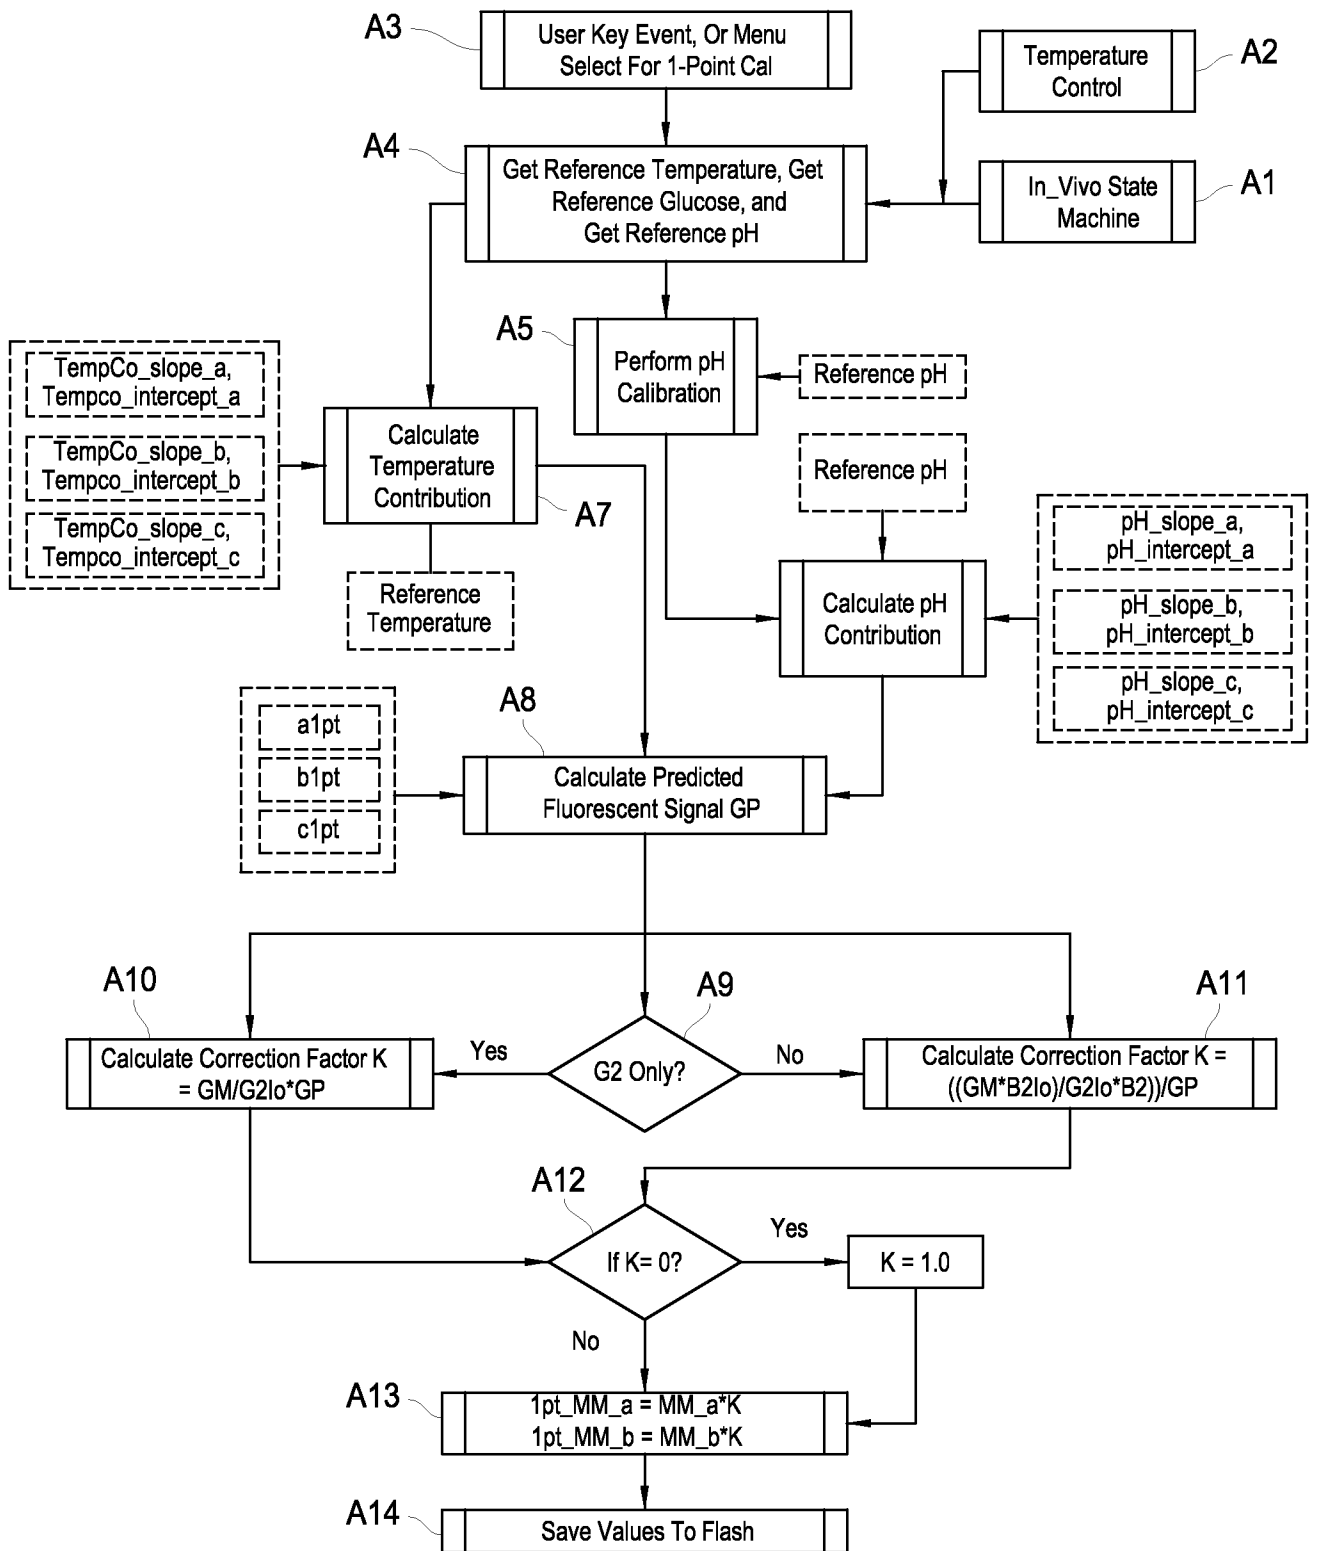 A3
User Key Event, Or Menu
Select For 1-Point Cal
Temperature
Control
A2
A4
Get Reference Temperature, Get
Reference Glucose, and
Get Reference pH
In_Vivo State
Machine
A1
A5
Perform pH
Calibration
Reference pH
TempCo_slope_a,
Tempco_intercept_a
TempCo_slope_b,
Tempco_intercept_b
TempCo_slope_c,
Tempco_intercept_c
Calculate
Temperature
Contribution
A7
Reference
Temperature
Reference pH
Calculate pH
Contribution
pH_slope_a,
pH_intercept_a
pH_slope_b,
pH_intercept_b
pH_slope_c,
pH_intercept_c
a1pt
b1pt
c1pt
A8
Calculate Predicted
Fluorescent Signal GP
A10
Calculate Correction Factor K
= GM/G2Io*GP
Yes
A9
G2 Only?
No
A11
Calculate Correction Factor K =
((GM*B2Io)/G2Io*B2))/GP
A12
If K= 0?
Yes
K = 1.0
No
A13
1pt_MM_a = MM_a*K
1pt_MM_b = MM_b*K
A14
Save Values To Flash